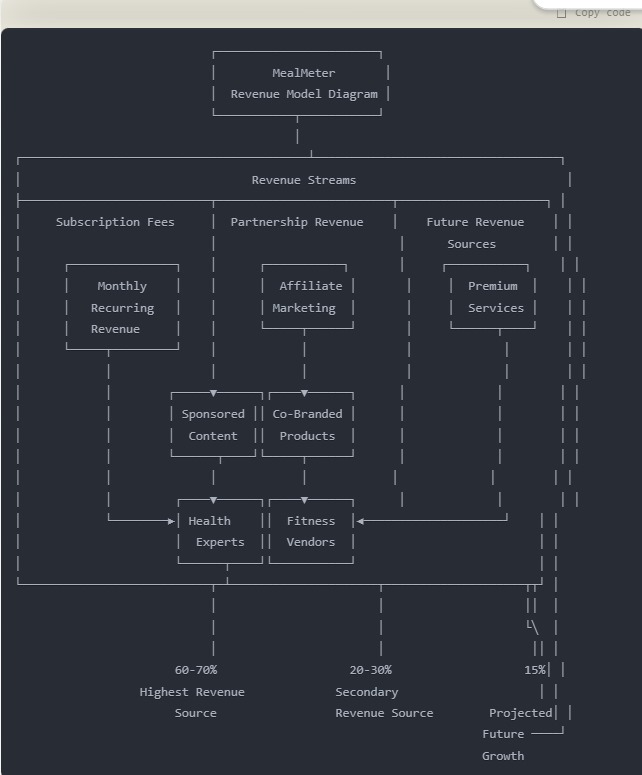 Copy code
MealMeter
Revenue Model Diagram
Revenue Streams
Subscription Fees Partnership Revenue Future Revenue
Sources
Monthly Affiliate Premium
Recurring Marketing Services
Revenue
Sponsored Co-Branded
Content Products
Health Fitness
Experts Vendors
60-70% 20-30% 15%
Highest Revenue Secondary
Source Revenue Source Projected
Future
Growth